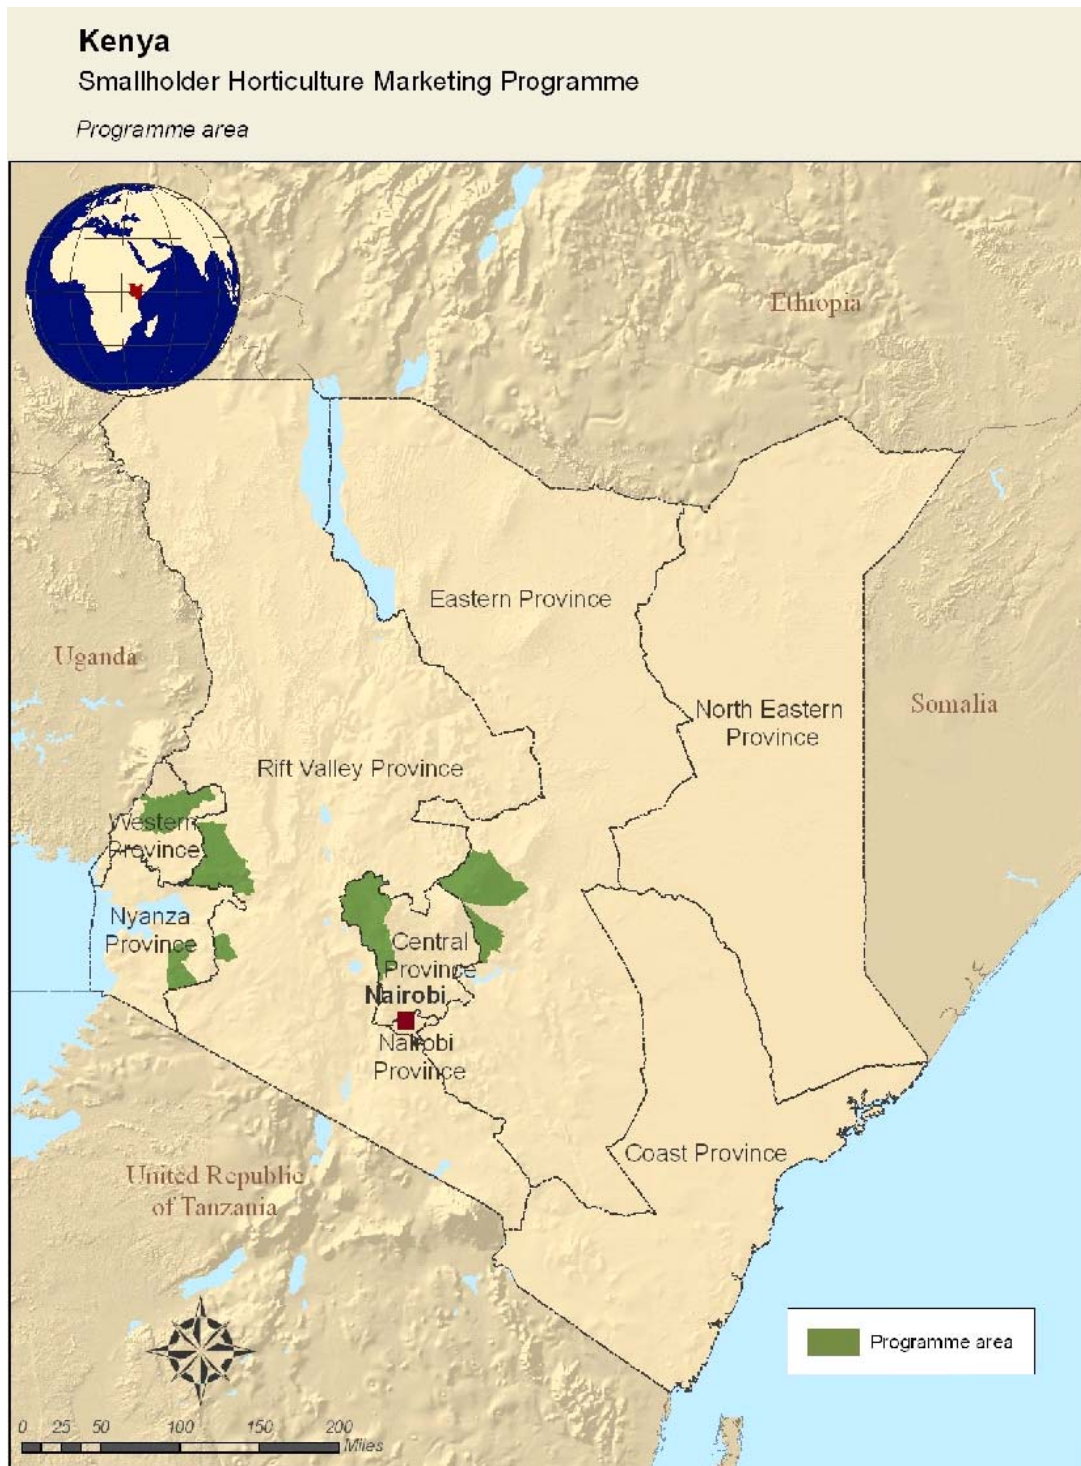 Kenya
Smallholder Horticulture Marketing Programme
Programme area
Ethiopia
Eastern Province
Uganda
Somalia
North Eastern
Province
Rift Valley Province
Western
Province
Nyanza
Province
Central
Province
Nairobi
Nairobi
Province
Coast Province
United Republic
of Tanzania
Programme area
0 25 50 100 150 200
Miles